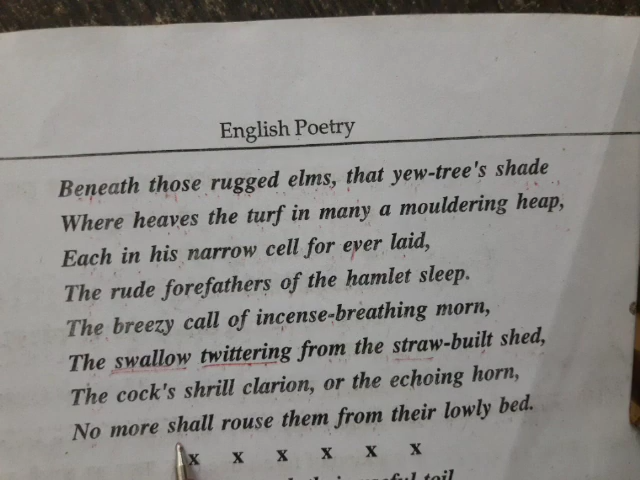 English Poetry
Beneath those rugged elms, that yew-tree's shade
Where heaves the turf in many a mouldering heap,
Each in his narrow cell for ever laid,
The rude forefathers of the hamlet sleep.
The breezy call of incense-breathing morn,
The swallow twittering from the straw-built shed,
The cock's shrill clarion, or the echoing horn,
No more shall rouse them from their lowly bed.
x x x x x x
toil